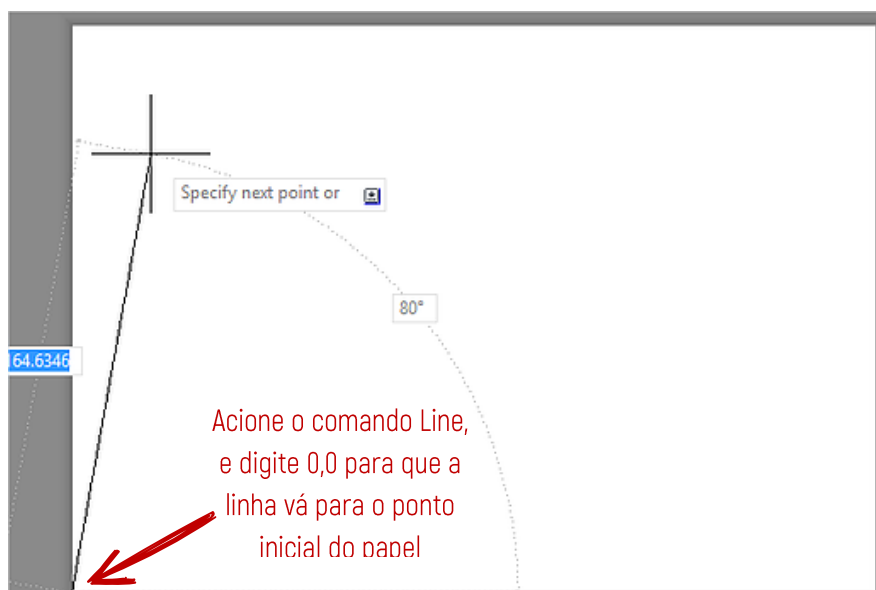 Specify next point or
80°
164.6346
Acione o comando Line,
e digite 0,0 para que a
linha vá para o ponto
inicial do papel